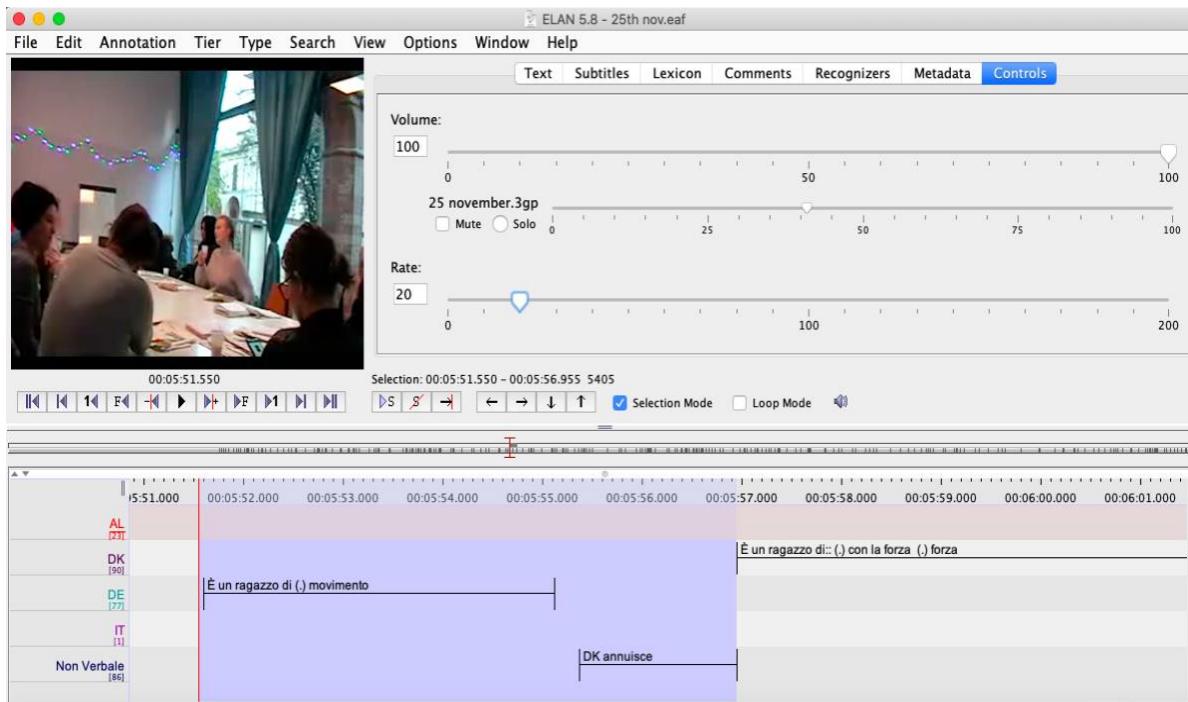 ELAN 5.8 - 25th nov.eaf
File Edit Annotation Tier Type Search View Options Window Help
Text Subtitles Lexicon Comments Recognizers Metadata Controls
Volume:
100
0 50 100
25 november.3gp
Mute Solo
0 25 50 75 100
Rate:
20
0 100 200
00:05:51.550
Selection: 00:05:51.550 - 00:05:56.955 5405
1 F F 1 S S Selection Mode Loop Mode
5:51.000 00:05:52.000 00:05:53.000 00:05:54.000 00:05:55.000 00:05:56.000 00:05:57.000 00:05:58.000 00:05:59.000 00:06:00.000 00:06:01.000
AL
[23]
DK
[90]
È un ragazzo di:: (.) con la forza (.) forza
DE
[77]
È un ragazzo di (.) movimento
IT
[1]
Non Verbale
[86]
DK annuisce